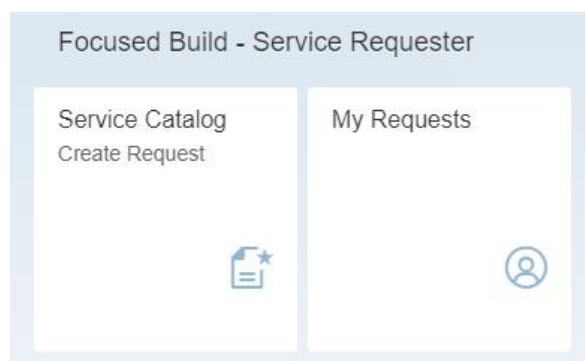 Focused Build - Service Requester
Service Catalog
Create Request
My Requests